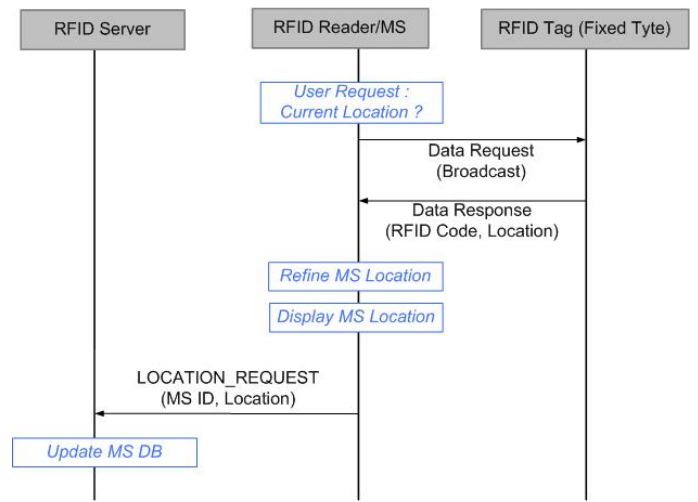 RFID Server
RFID Reader/MS
RFID Tag (Fixed Tyte)
User Request :
Current Location ?
Data Request
(Broadcast)
Data Response
(RFID Code, Location)
Refine MS Location
Display MS Location
LOCATION_REQUEST
(MS ID, Location)
Update MS DB